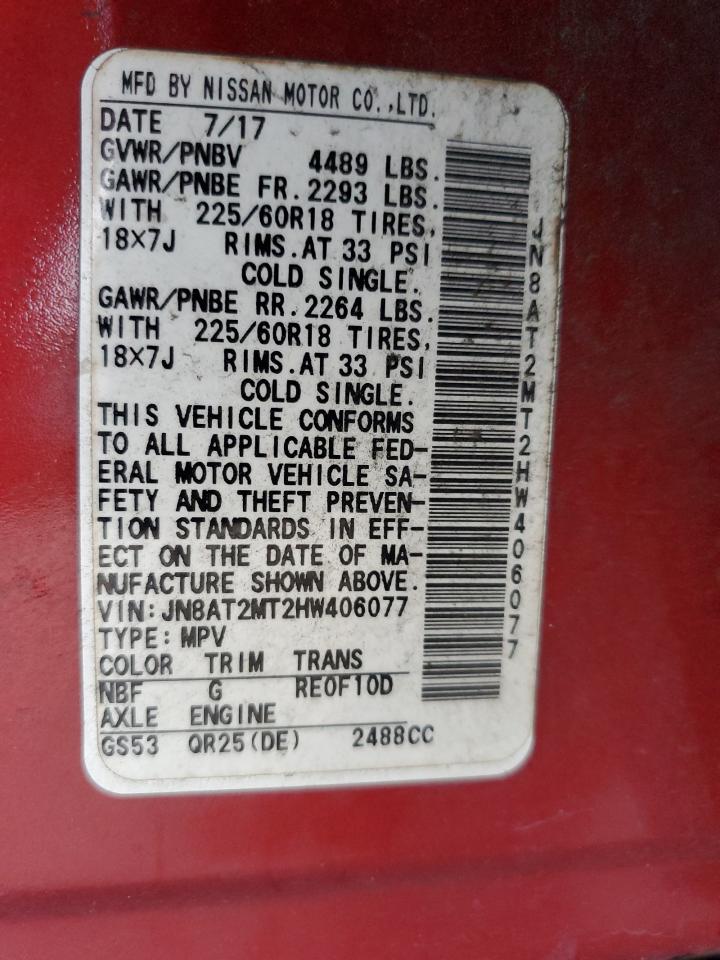 MFD BY NISSAN MOTOR CO.,LTD.
DATE 7/17
GVWR/PNBV 4489 LBS.
GAWR/PNBE FR.2293 LBS.
WITH 225/60R18 TIRES,
18X7J RIMS.AT 33 PSI
COLD SINGLE.
GAWR/PNBE RR.2264 LBS.
WITH 225/60R18 TIRES,
18X7J RIMS.AT 33 PSI
COLD SINGLE.
THIS VEHICLE CONFORMS
TO ALL APPLICABLE FED-
ERAL MOTOR VEHICLE SA-
FETY AND THEFT PREVEN-
TION STANDARDS IN EFF-
ECT ON THE DATE OF MA-
NUFACTURE SHOWN ABOVE.
VIN:JN8AT2MT2HW406077
TYPE:MPV
COLOR TRIM TRANS
NBF G RE0F10D
AXLE ENGINE
GS53 QR25(DE) 2488CC
JN8AT2MT2HW406077